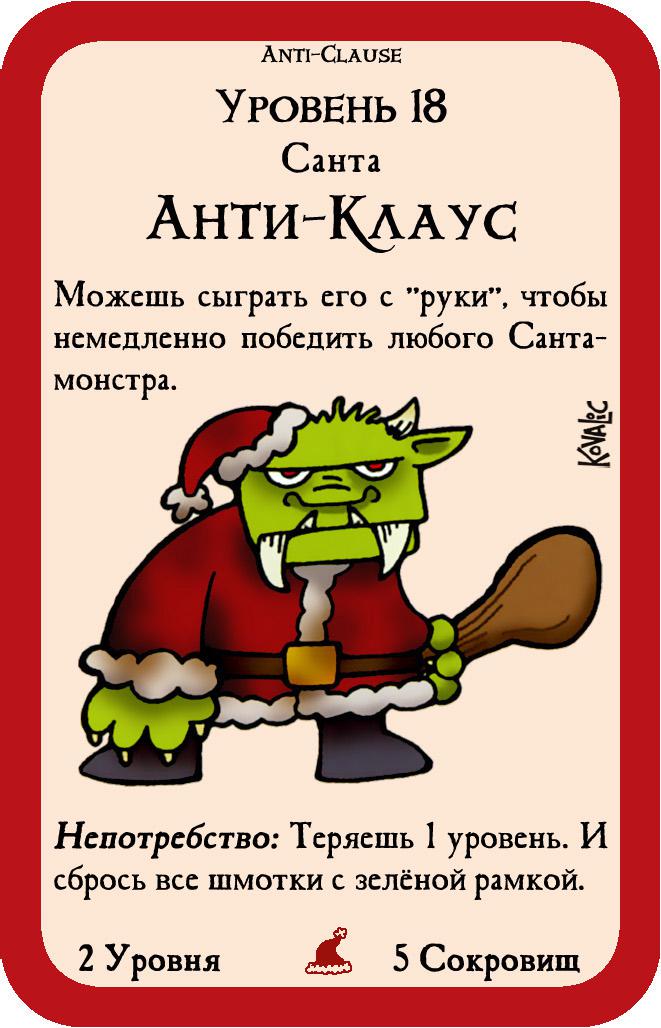 Anti-Clause
Уровень 18
Санта
Анти-Клаус
Можешь сыграть его с ”руки”, чтобы
немедленно победить любого Санта-
монстра.
Kovalic
Непотребство: Теряешь 1 уровень. И
сбрось все шмотки с зелёной рамкой.
2 Уровня
5 Сокровищ